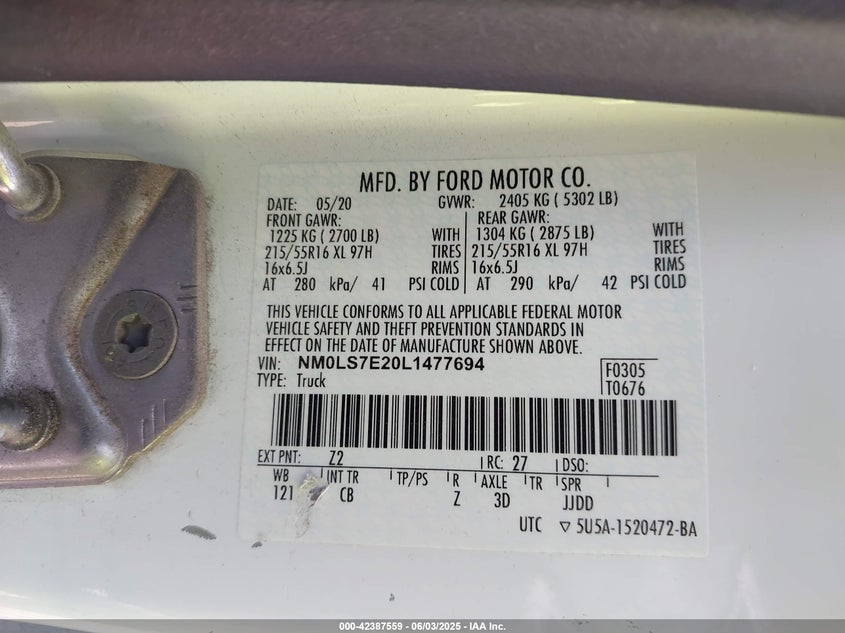 MFD. BY FORD MOTOR CO.
DATE: 05/20 GVWR: 2405 KG ( 5302 LB)
FRONT GAWR: REAR GAWR:
1225 KG ( 2700 LB) WITH 1304 KG ( 2875 LB) WITH
215/55R16 XL 97H TIRES 215/55R16 XL 97H TIRES
16x6.5J RIMS 16x6.5J RIMS
AT 280 kPa/ 41 PSI COLD AT 290 kPa/ 42 PSI COLD
THIS VEHICLE CONFORMS TO ALL APPLICABLE FEDERAL MOTOR
VEHICLE SAFETY AND THEFT PREVENTION STANDARDS IN
EFFECT ON THE DATE OF MANUFACTURE SHOWN ABOVE.
VIN: NM0LS7E20L1477694
TYPE: Truck
F0305
T0676
EXT PNT: Z2 RC: 27 DSO:
WB INT TR TP/PS R AXLE TR SPR
121 CB Z 3D JJDD
UTC ▽ 5U5A-1520472-BA
000-42387559 - 06/03/2025 - IAA Inc.